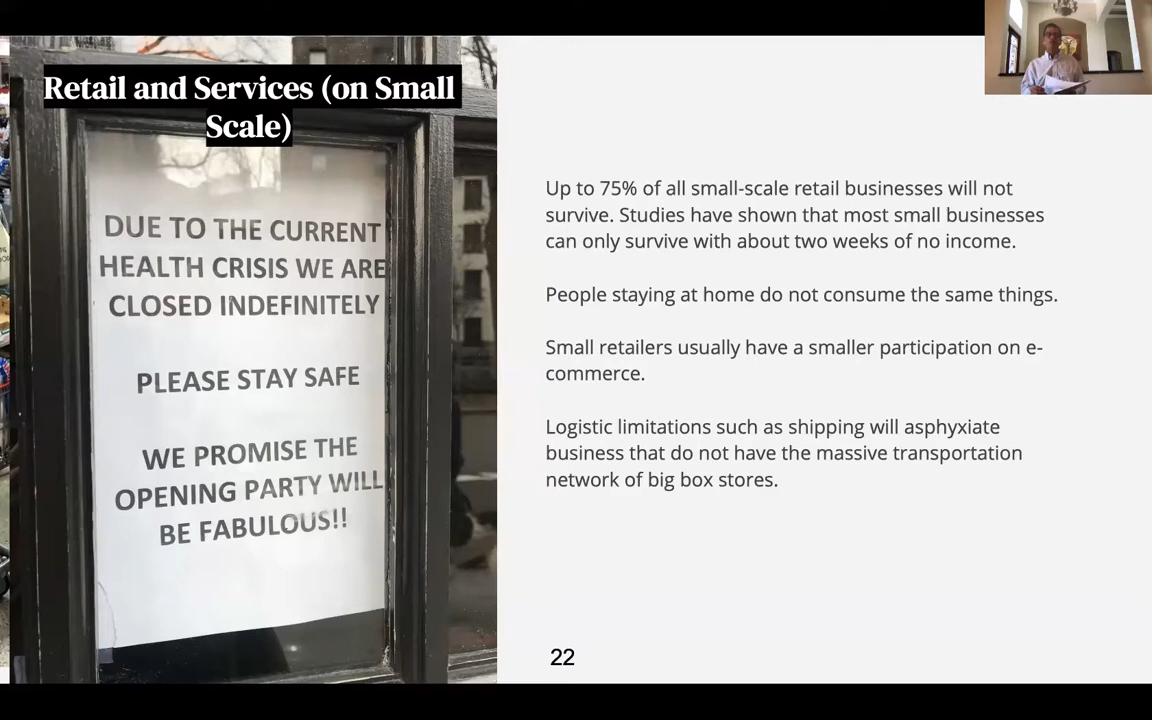 Retail and Services (on Small
Scale)
DUE TO THE CURRENT
HEALTH CRISIS WE ARE
CLOSED INDEFINITELY
PLEASE STAY SAFE
WE PROMISE THE
OPENING PARTY WILL
BE FABULOUS!!
Up to 75% of all small-scale retail businesses will not
survive. Studies have shown that most small businesses
can only survive with about two weeks of no income.
People staying at home do not consume the same things.
Small retailers usually have a smaller participation on e-
commerce.
Logistic limitations such as shipping will asphyxiate
business that do not have the massive transportation
network of big box stores.
22